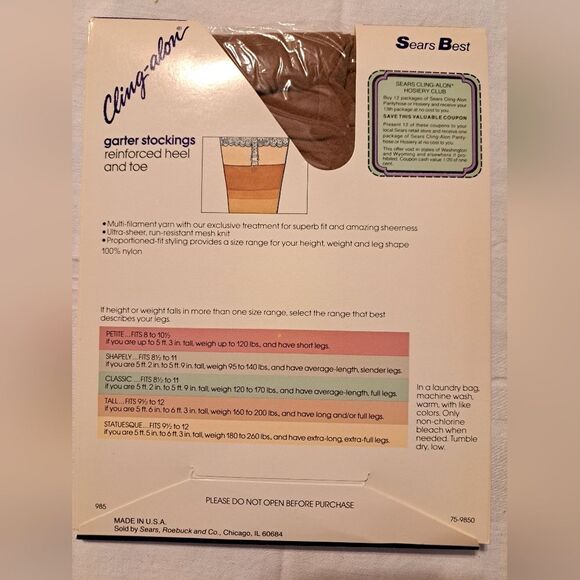 Cling-alon®
Sears Best
garter stockings
reinforced heel
and toe
SEARS CLING-ALON®
HOSIERY CLUB
Buy 12 packages of Sears Cling-Alon
Pantyhose or Hosiery and receive your
13th package at no cost to you.
SAVE THIS VALUABLE COUPON
Present 12 of these coupons to your
local Sears retail store and receive one
package of Sears Cling-Alon Panty-
hose or Hosiery at no cost to you.
This offer void in states of Washington
and Wyoming and elsewhere if pro-
hibited. Coupon cash value 1/20 of one
cent.
•Multi-filament yarn with our exclusive treatment for superb fit and amazing sheerness
•Ultra-sheer, run-resistant mesh knit
•Proportioned-fit styling provides a size range for your height, weight and leg shape
100% nylon
If height or weight falls in more than one size range, select the range that best
describes your legs.
PETITE...FITS 8 to 10½
if you are up to 5 ft. 3 in. tall, weigh up to 120 lbs., and have short legs.
SHAPELY...FITS 8½ to 11
if you are 5 ft. 2 in. to 5 ft. 9 in. tall, weigh 95 to 140 lbs., and have average-length, slender legs.
CLASSIC...FITS 8½ to 11
if you are 5 ft. 2 in. to 5 ft. 9 in. tall, weigh 120 to 170 lbs., and have average-length, full legs.
TALL...FITS 9½ to 12
if you are 5 ft. 6 in. to 6 ft. 3 in. tall, weigh 160 to 200 lbs., and have long and/or full legs.
STATUESQUE...FITS 9½ to 12
if you are 5 ft. 5 in. to 6 ft. 3 in. tall, weigh 180 to 260 lbs., and have extra-long, extra-full legs.
In a laundry bag,
machine wash,
warm, with like
colors. Only
non-chlorine
bleach when
needed. Tumble
dry, low.
PLEASE DO NOT OPEN BEFORE PURCHASE
985
75-9850
MADE IN U.S.A.
Sold by Sears, Roebuck and Co., Chicago, IL 60684